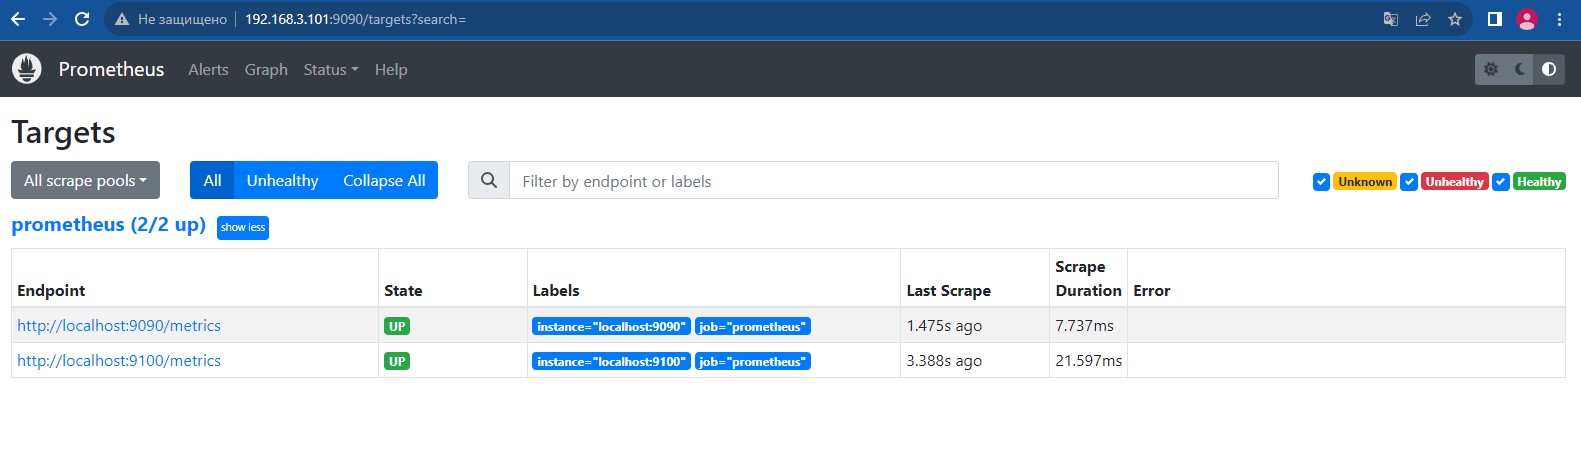 Не защищено 192.168.3.101:9090/targets?search=
Prometheus Alerts Graph Status Help
Targets
All scrape pools All Unhealthy Collapse All Filter by endpoint or labels Unknown Unhealthy Healthy
prometheus (2/2 up) show less
Endpoint State Labels Last Scrape Scrape Duration Error
http://localhost:9090/metrics UP instance="localhost:9090" job="prometheus" 1.475s ago 7.737ms
http://localhost:9100/metrics UP instance="localhost:9100" job="prometheus" 3.388s ago 21.597ms